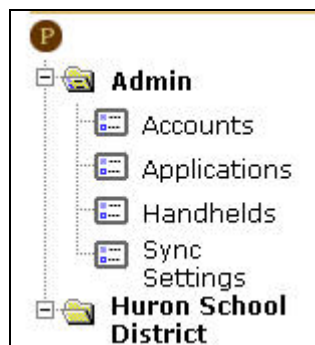 P
Admin
Accounts
Applications
Handhelds
Sync
Settings
Huron School
District